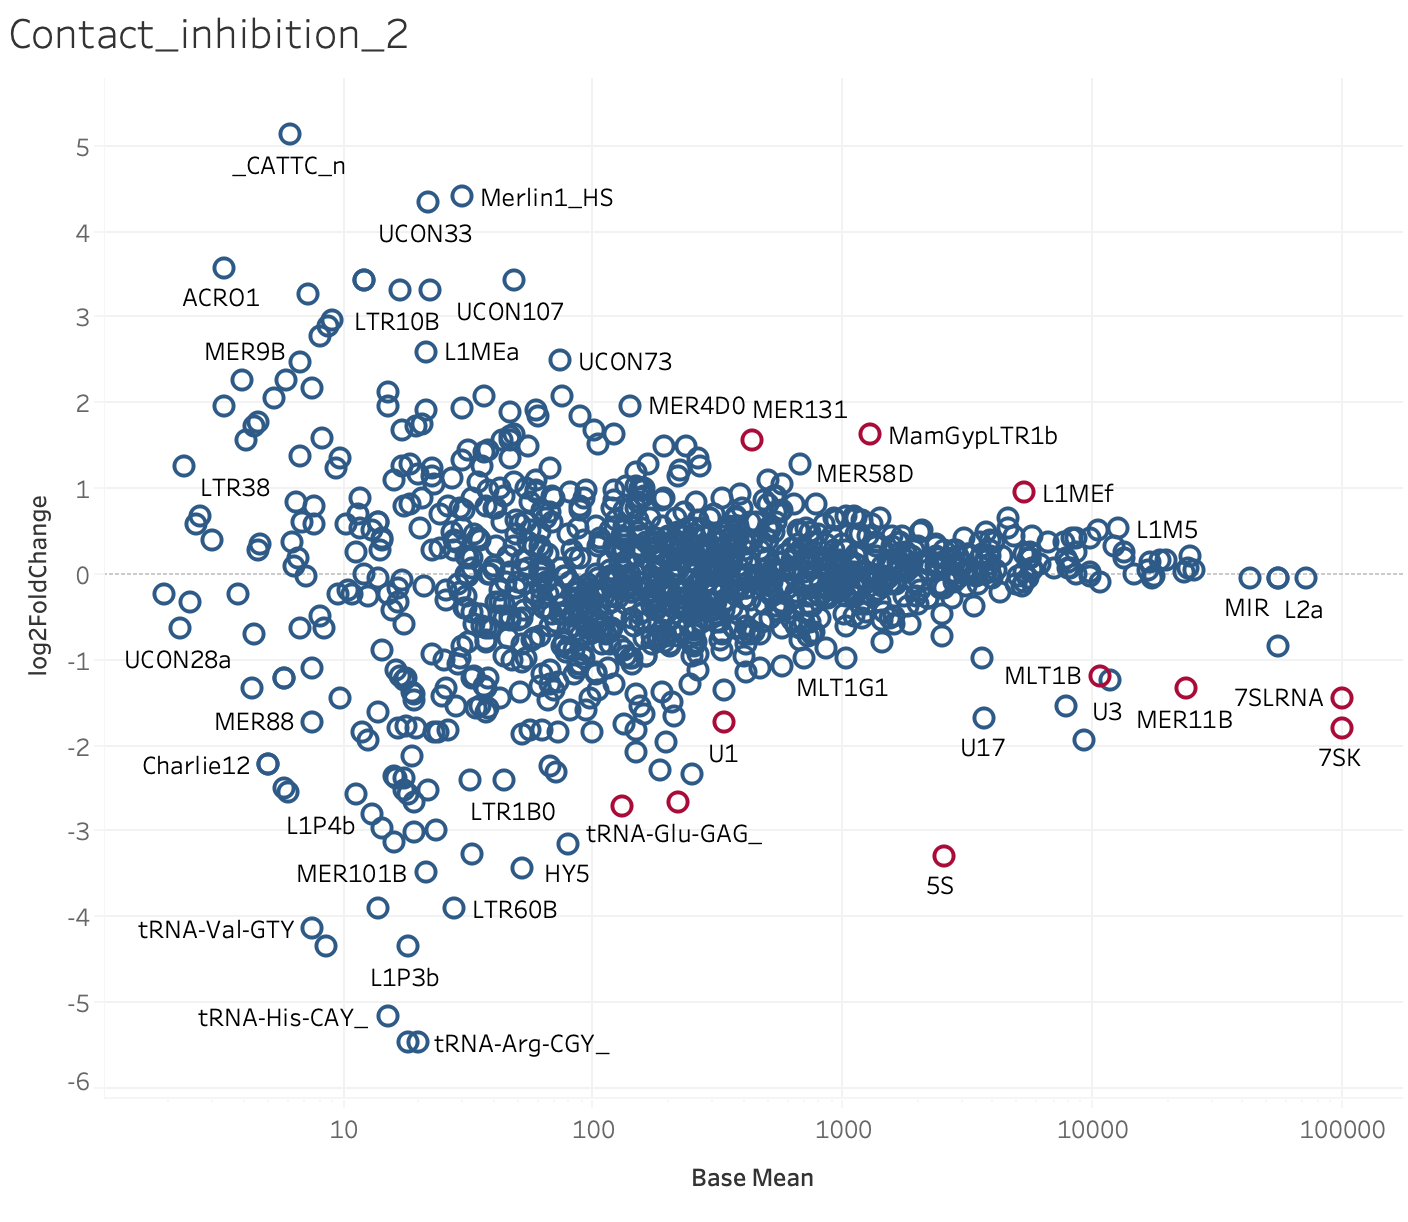 Contact_inhibition_2
5
_CATTC_n
Merlin1_HS
4
UCON33
ACRO1
UCON107
3
LTR10B
MER9B
L1MEa
UCON73
2
MER4D0
MER131
MamGypLTR1b
MER58D
1
LTR38
L1MEf
L1M5
0
MIR
L2a
-1
UCON28a
MLT1G1
MLT1B
7SLRNA
MER88
U3
MER11B
-2
U1
U17
7SK
Charlie12
LTR1B0
-3
L1P4b
tRNA-Glu-GAG_
MER101B
HY5
5S
-4
LTR60B
tRNA-Val-GTY
L1P3b
-5
tRNA-His-CAY_
tRNA-Arg-CGY_
-6
log2FoldChange
10
100
1000
10000
100000
Base Mean